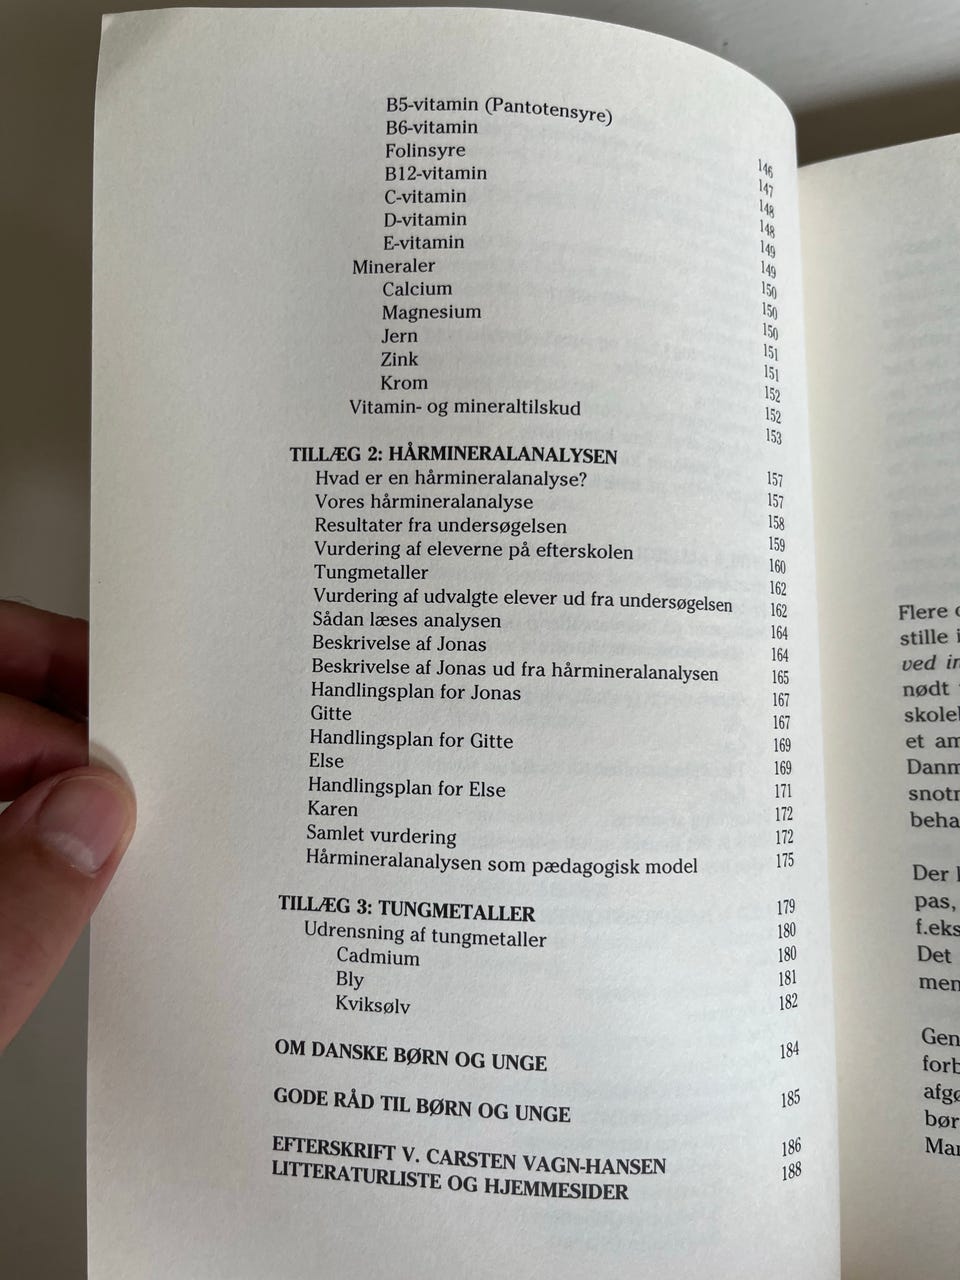 B5-vitamin (Pantotensyre) 146
B6-vitamin 147
Folinsyre 148
B12-vitamin 148
C-vitamin 149
D-vitamin 149
E-vitamin 150
Mineraler 150
Calcium 150
Magnesium 151
Jern 151
Zink 152
Krom 152
Vitamin- og mineraltilskud 153
TILLÆG 2: HÅRMINERALANALYSEN 157
Hvad er en hårmineralanalyse? 157
Vores hårmineralanalyse 158
Resultater fra undersøgelsen 159
Vurdering af eleverne på efterskolen 160
Tungmetaller 162
Vurdering af udvalgte elever ud fra undersøgelsen 162
Sådan læses analysen 164
Beskrivelse af Jonas 164
Beskrivelse af Jonas ud fra hårmineralanalysen 165
Handlingsplan for Jonas 167
Gitte 167
Handlingsplan for Gitte 169
Else 169
Handlingsplan for Else 171
Karen 172
Samlet vurdering 172
Hårmineralanalysen som pædagogisk model 175
TILLÆG 3: TUNGMETALLER 179
Udrensning af tungmetaller 180
Cadmium 180
Bly 181
Kviksølv 182
OM DANSKE BØRN OG UNGE 184
GODE RÅD TIL BØRN OG UNGE 185
EFTERSKRIFT V. CARSTEN VAGN-HANSEN 186
LITTERATURLISTE OG HJEMMESIDER 188
Flere
stille
ved
nødt
skole
et
Danm
snotr
beha
Der
pas,
f.eks
Det
men
Gen
forb
afgø
bør
Mar